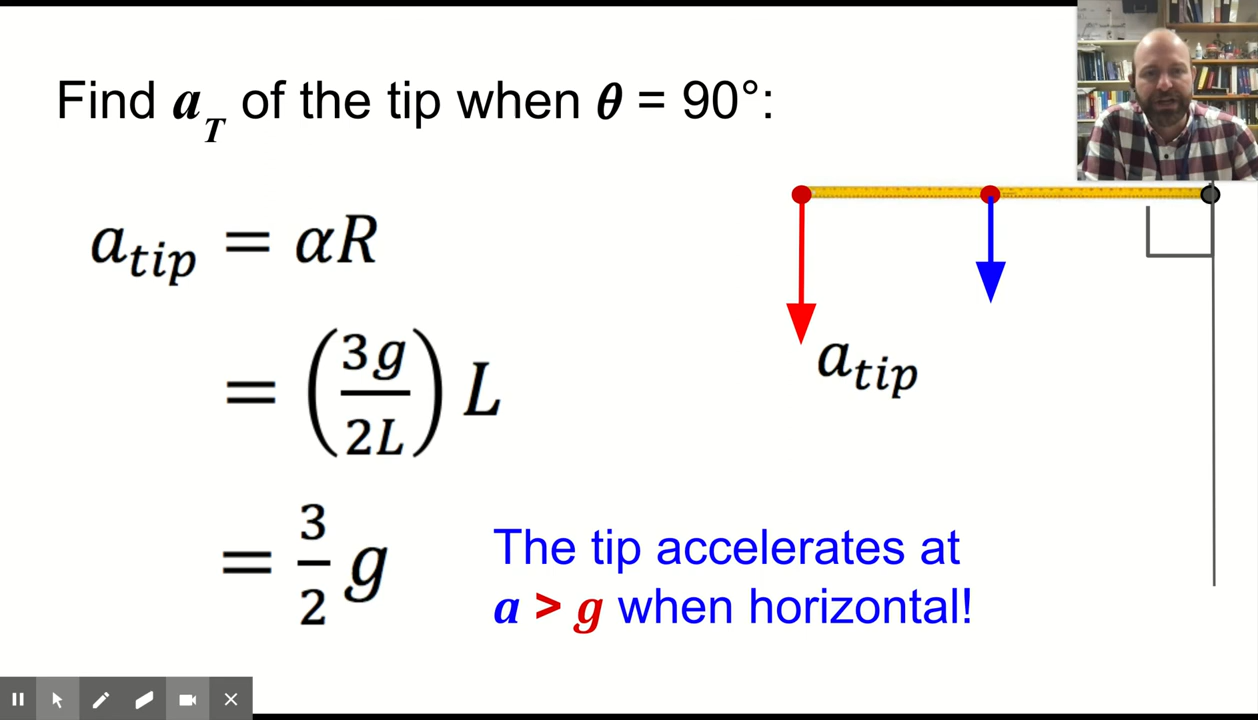 Find a_T of the tip when θ = 90°:
a_tip = αR
= (3g/2L) L
= 3/2 g
a_tip
The tip accelerates at
a > g when horizontal!